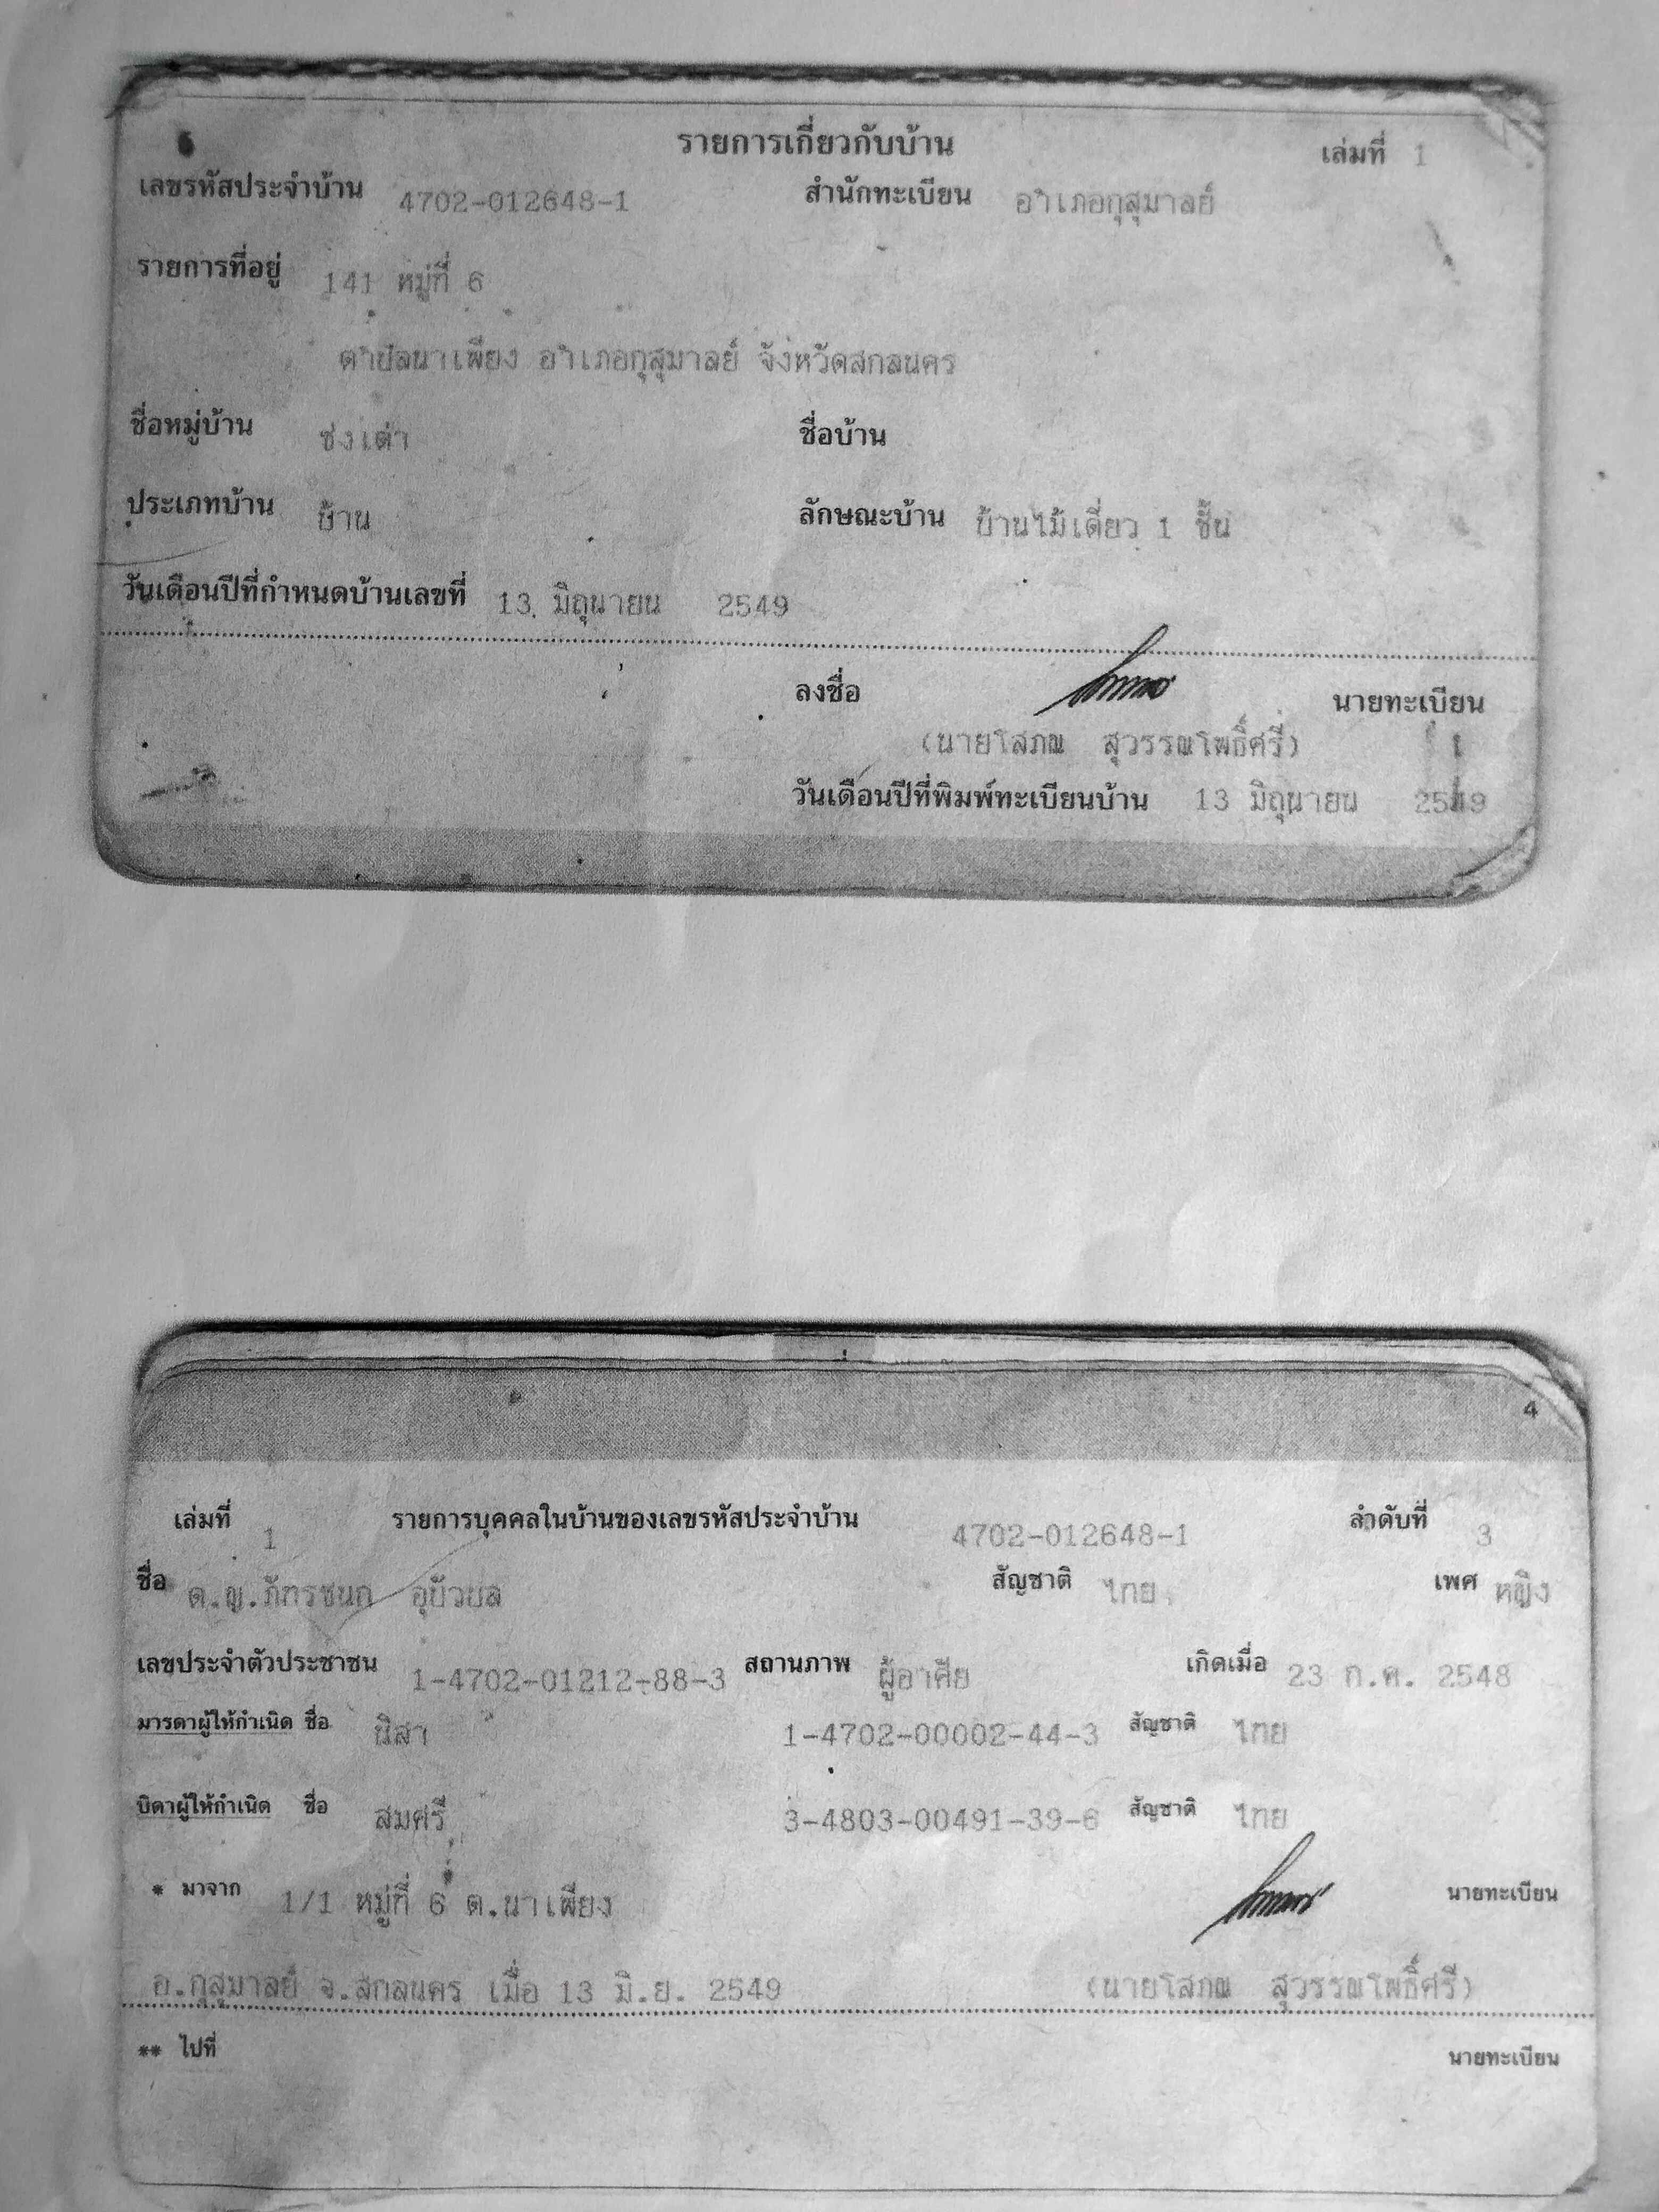 รายการเกี่ยวกับบ้าน เล่มที่ 1
เลขรหัสประจำบ้าน 4702-012648-1 สำนักทะเบียน อำเภอกุสุมาลย์
รายการที่อยู่ 141 หมู่ที่ 6
ตำบลนาเพียง อำเภอกุสุมาลย์ จังหวัดสกลนคร
ชื่อหมู่บ้าน ซ่งเต่า ชื่อบ้าน
ประเภทบ้าน บ้าน ลักษณะบ้าน บ้านไม้เดี่ยว 1 ชั้น
วันเดือนปีที่กำหนดบ้านเลขที่ 13 มิถุนายน 2549
ลงชื่อ นายทะเบียน
(นายโสภณ สุวรรณโพธิ์ศรี)
วันเดือนปีที่พิมพ์ทะเบียนบ้าน 13 มิถุนายน 2549
4
เล่มที่ 1 รายการบุคคลในบ้านของเลขรหัสประจำบ้าน 4702-012648-1 ลำดับที่ 3
ชื่อ ด.ญ.ภัทรชนก อุบัวบล สัญชาติ ไทย เพศ หญิง
เลขประจำตัวประชาชน 1-4702-01212-88-3 สถานภาพ ผู้อาศัย เกิดเมื่อ 23 ก.ค. 2548
มารดาผู้ให้กำเนิด ชื่อ นิสา 1-4702-00002-44-3 สัญชาติ ไทย
บิดาผู้ให้กำเนิด ชื่อ สมศรี 3-4803-00491-39-6 สัญชาติ ไทย
* มาจาก 1/1 หมู่ที่ 6 ต.นาเพียง นายทะเบียน
อ.กุสุมาลย์ จ.สกลนคร เมื่อ 13 มิ.ย. 2549 (นายโสภณ สุวรรณโพธิ์ศรี)
** ไปที่ นายทะเบียน